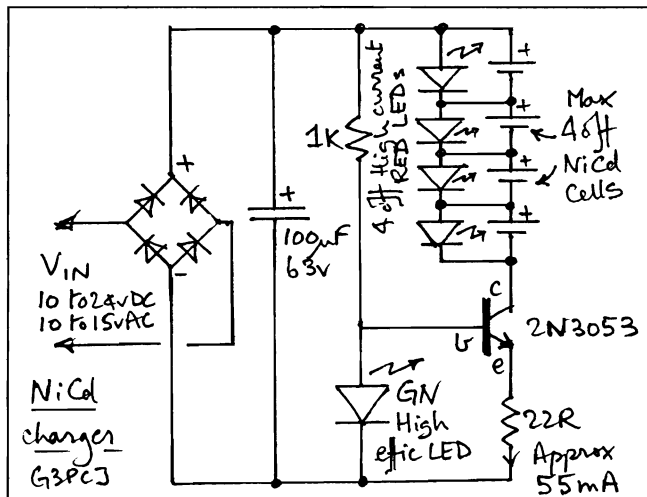 4 off High current
RED LEDs
Max
4 off
NiCd
Cells
1K
100µF
63v
VIN
10 to 24vDC
10 to 15vAC
c
b
e
2N3053
GN
High
effic LED
22R
Approx
55mA
NiCd
charger
G3PCJ